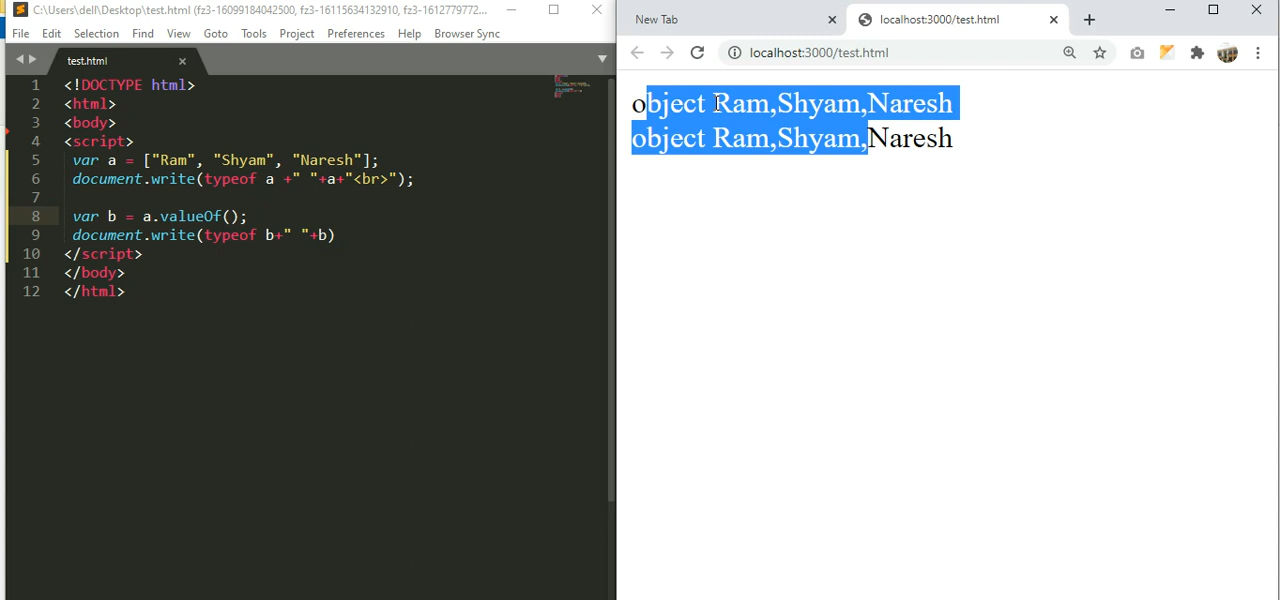 C:\Users\dell\Desktop\test.html (fz3-16099184042500, fz3-16115634132910, fz3-1612779772...
File Edit Selection Find View Goto Tools Project Preferences Help Browser Sync
test.html
1 <!DOCTYPE html>
2 <html>
3 <body>
4 <script>
5 var a = ["Ram", "Shyam", "Naresh"];
6 document.write(typeof a +" "+a+"<br>");
7
8 var b = a.valueOf();
9 document.write(typeof b+" "+b)
10 </script>
11 </body>
12 </html>
New Tab
localhost:3000/test.html
localhost:3000/test.html
object Ram,Shyam,Naresh
object Ram,Shyam,Naresh